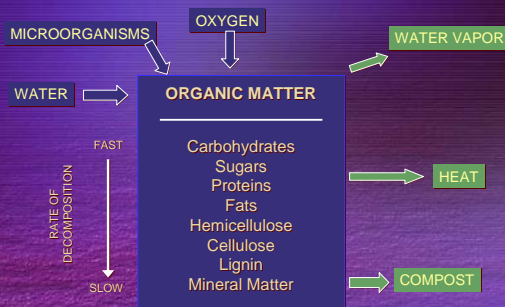 OXYGEN
MICROORGANISMS
WATER VAPOR
WATER
ORGANIC MATTER
FAST
Carbohydrates
Sugars
Proteins
Fats
Hemicellulose
Cellulose
Lignin
Mineral Matter
RATE OF
DECOMPOSITION
SLOW
HEAT
COMPOST